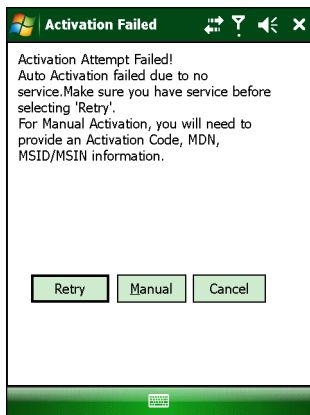 Activation Failed
Activation Attempt Failed!
Auto Activation failed due to no
service.Make sure you have service before
selecting 'Retry'.
For Manual Activation, you will need to
provide an Activation Code, MDN,
MSID/MSIN information.
Retry Manual Cancel